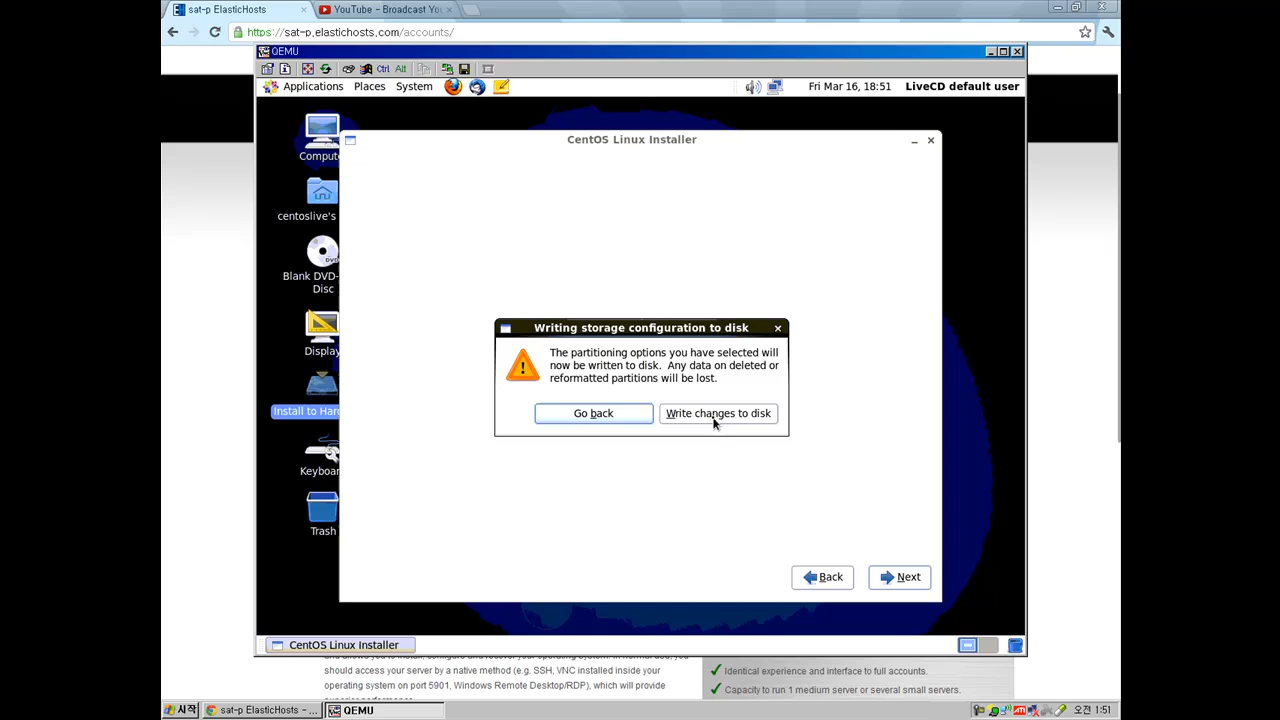 sat-p ElasticHosts
YouTube - Broadcast You
https://sat-p.elastichosts.com/accounts/
QEMU
Ctrl Alt
Applications Places System
Fri Mar 16, 18:51 LiveCD default user
CentOS Linux Installer
Compute
centoslive's
Blank DVD-
Disc
Display
Install to Har
Keyboar
Trash
Writing storage configuration to disk
The partitioning options you have selected will
now be written to disk. Any data on deleted or
reformatted partitions will be lost.
Go back
Write changes to disk
Back
Next
CentOS Linux Installer
should access your server by a native method (e.g. SSH, VNC installed inside your
operating system on port 5901, Windows Remote Desktop/RDP), which will provide
Identical experience and interface to full accounts.
Capacity to run 1 medium server or several small servers.
시작
sat-p ElasticHosts - ...
QEMU
오전 1:51